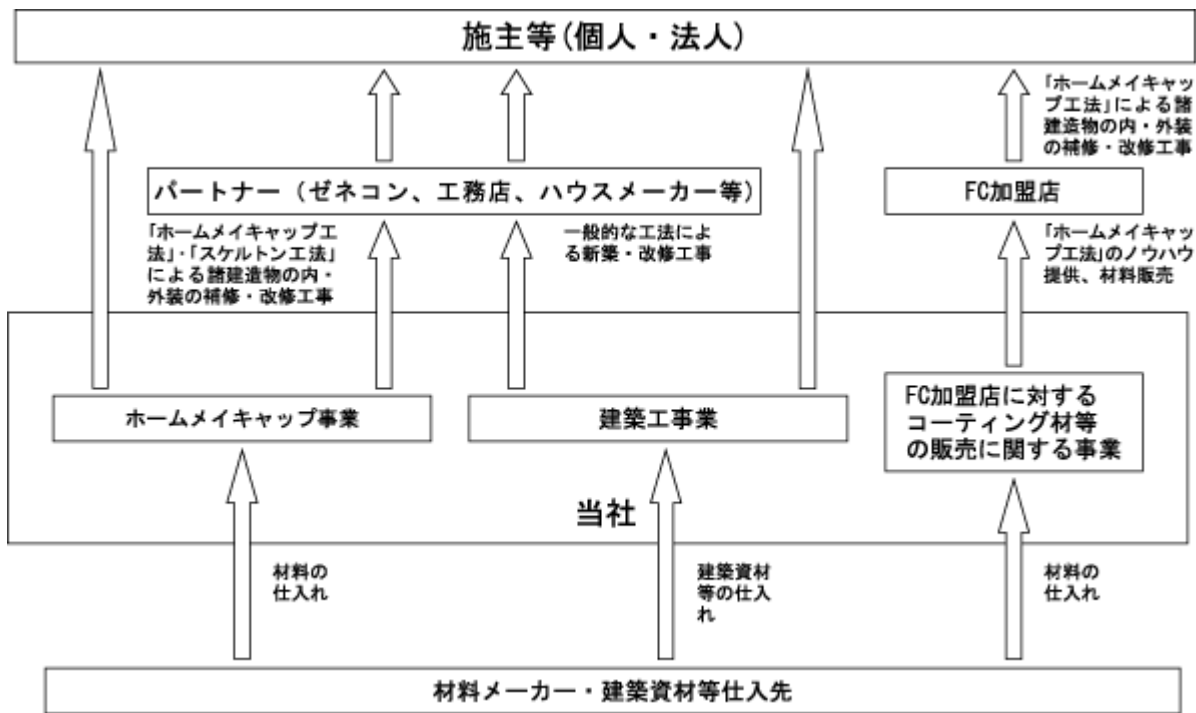 施主等(個人・法人)
「ホームメイキャッ
プ工法」による諸
建造物の内・外装
の補修・改修工事
パートナー（ゼネコン、工務店、ハウスメーカー等）
FC加盟店
「ホームメイキャップ工
法」・「スケルトン工法」
による諸建造物の内・
外装の補修・改修工事
一般的な工法によ
る新築・改修工事
「ホームメイキャッ
プ工法」のノウハウ
提供、材料販売
ホームメイキャップ事業
建築工事業
FC加盟店に対する
コーティング材等
の販売に関する事業
当社
材料の
仕入れ
建築資材
等の仕入
れ
材料の
仕入れ
材料メーカー・建築資材等仕入先